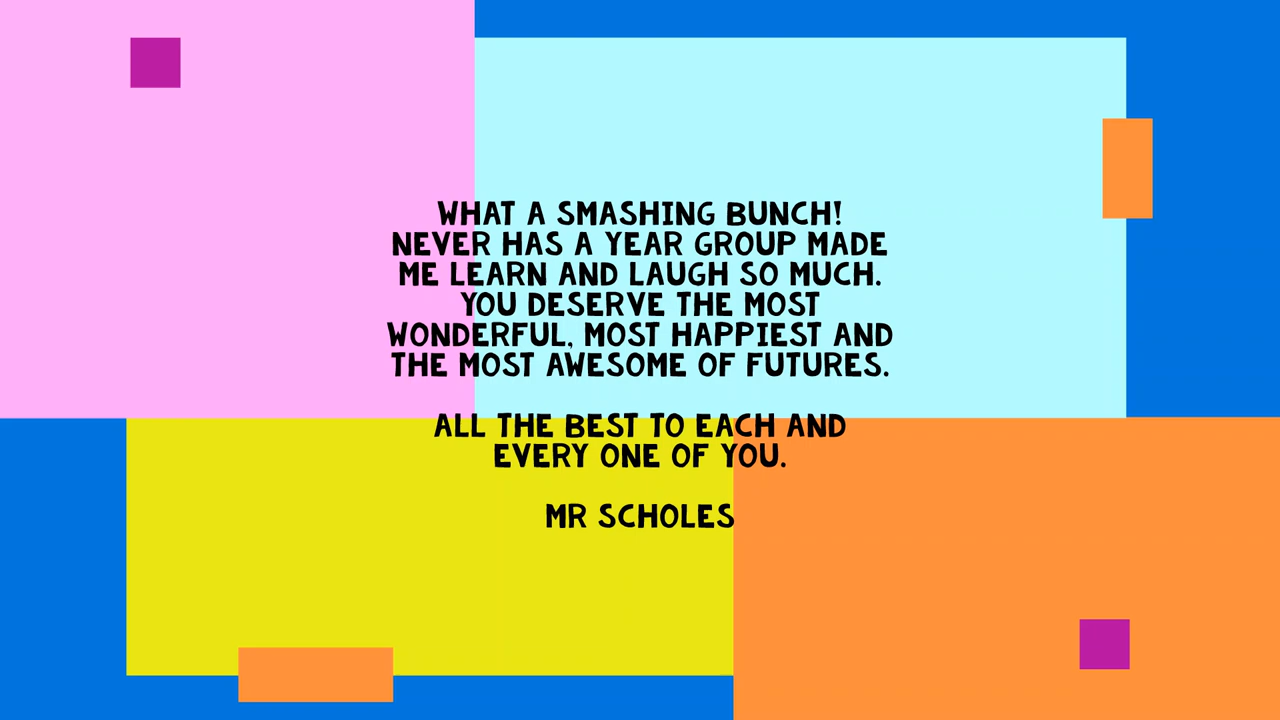 WHAT A SMASHING BUNCH!
NEVER HAS A YEAR GROUP MADE
ME LEARN AND LAUGH SO MUCH.
YOU DESERVE THE MOST
WONDERFUL, MOST HAPPIEST AND
THE MOST AWESOME OF FUTURES.
ALL THE BEST TO EACH AND
EVERY ONE OF YOU.
MR SCHOLES